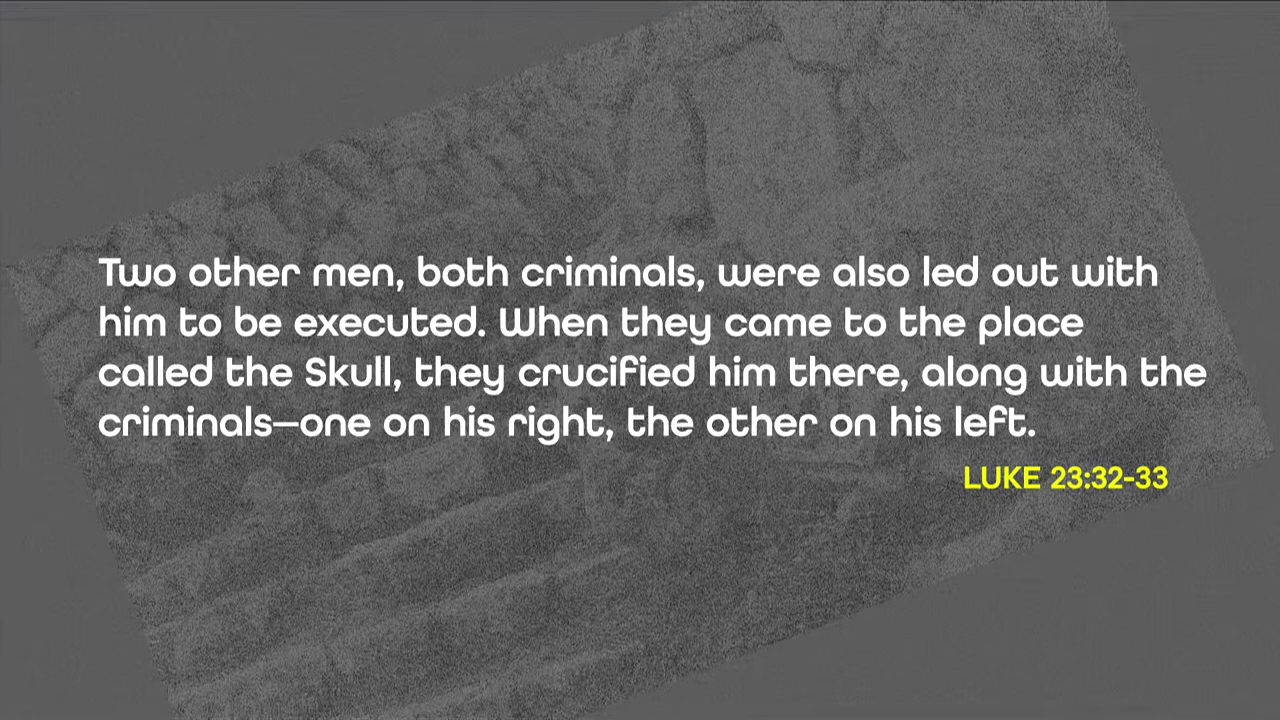 Two other men, both criminals, were also led out with
him to be executed. When they came to the place
called the Skull, they crucified him there, along with the
criminals—one on his right, the other on his left.
LUKE 23:32-33